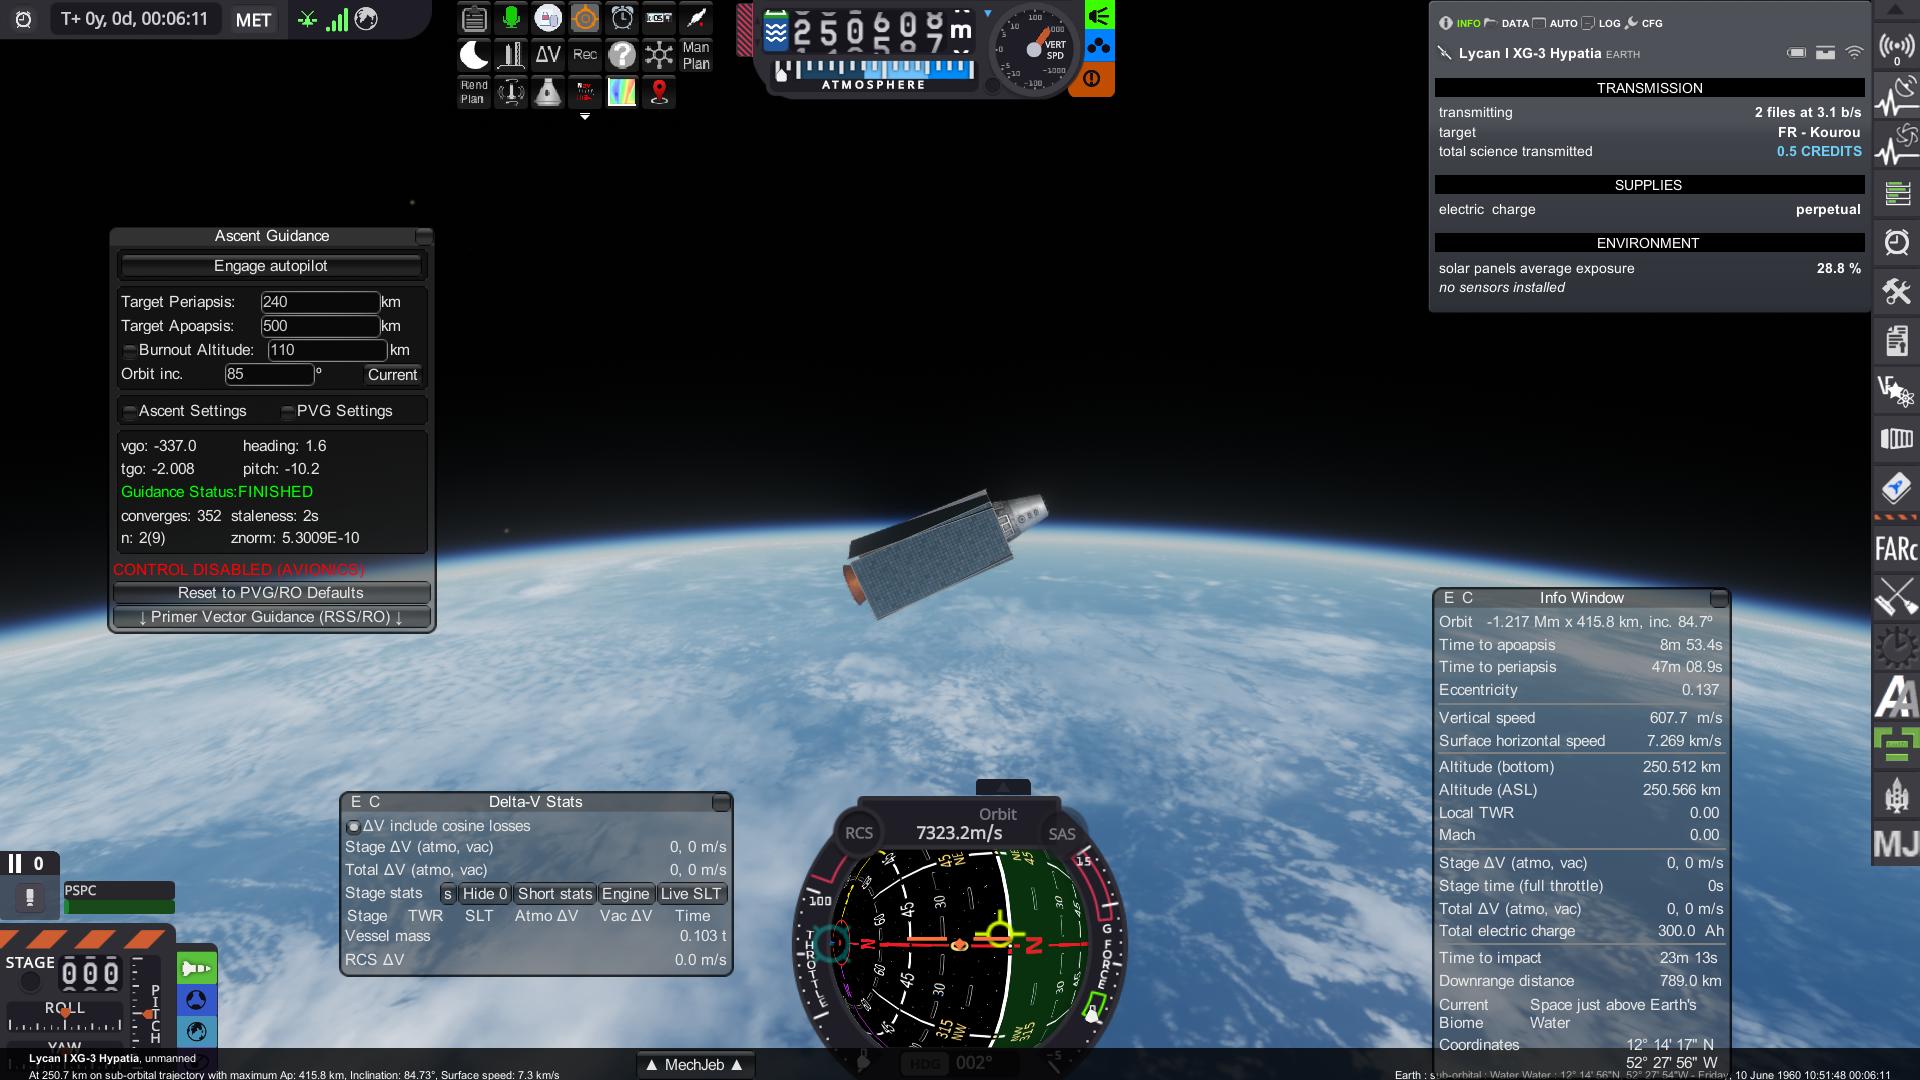 T+ 0y, 0d, 00:06:11 MET
ΔV Rec ? Man Plan
Rend Plan
250608 m
ATMOSPHERE
VERT SPD
INFO DATA AUTO LOG CFG
Lycan I XG-3 Hypatia EARTH
TRANSMISSION
transmitting 2 files at 3.1 b/s
target FR - Kourou
total science transmitted 0.5 CREDITS
SUPPLIES
electric charge perpetual
ENVIRONMENT
solar panels average exposure 28.8 %
no sensors installed
0
FARc
MJ
Ascent Guidance
Engage autopilot
Target Periapsis: 240 km
Target Apoapsis: 500 km
Burnout Altitude: 110 km
Orbit inc. 85 º Current
Ascent Settings PVG Settings
vgo: -337.0 heading: 1.6
tgo: -2.008 pitch: -10.2
Guidance Status:FINISHED
converges: 352 staleness: 2s
n: 2(9) znorm: 5.3009E-10
CONTROL DISABLED (AVIONICS)
Reset to PVG/RO Defaults
↓ Primer Vector Guidance (RSS/RO) ↓
E C Info Window
Orbit -1.217 Mm x 415.8 km, inc. 84.7º
Time to apoapsis 8m 53.4s
Time to periapsis 47m 08.9s
Eccentricity 0.137
Vertical speed 607.7 m/s
Surface horizontal speed 7.269 km/s
Altitude (bottom) 250.512 km
Altitude (ASL) 250.566 km
Local TWR 0.00
Mach 0.00
Stage ΔV (atmo, vac) 0, 0 m/s
Stage time (full throttle) 0s
Total ΔV (atmo, vac) 0, 0 m/s
Total electric charge 300.0 Ah
Time to impact 23m 13s
Downrange distance 789.0 km
Current Biome Space just above Earth's Water
Coordinates 12° 14' 17" N
52° 27' 56" W
E C Delta-V Stats
ΔV include cosine losses
Stage ΔV (atmo, vac) 0, 0 m/s
Total ΔV (atmo, vac) 0, 0 m/s
Stage stats s Hide 0 Short stats Engine Live SLT
Stage TWR SLT Atmo ΔV Vac ΔV Time
Vessel mass 0.103 t
RCS ΔV 0.0 m/s
Orbit
RCS 7323.2m/s SAS
THROTTLE
G FORCE
HDG 002°
0
PSPC
STAGE 000
ROLL
PITCH
YAW
▲ MechJeb ▲
Lycan I XG-3 Hypatia, unmanned
At 250.7 km on sub-orbital trajectory with maximum Ap: 415.8 km, Inclination: 84.73°, Surface speed: 7.3 km/s
Earth : sub-orbital : Water Water : 12° 14' 56"N, 52° 27' 54"W - Friday, 10 June 1960 10:51:48 00:06:11